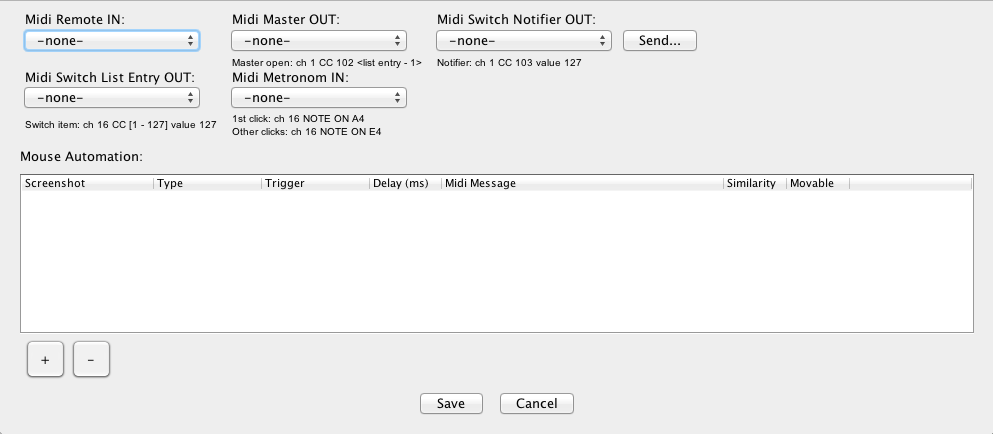 Midi Remote IN: Midi Master OUT: Midi Switch Notifier OUT:
-none- -none- -none- Send...
Master open: ch 1 CC 102 <list entry - 1> Notifier: ch 1 CC 103 value 127
Midi Switch List Entry OUT: Midi Metronom IN:
-none- -none-
1st click: ch 16 NOTE ON A4
Switch item: ch 16 CC [1 - 127] value 127
Other clicks: ch 16 NOTE ON E4
Mouse Automation:
Screenshot Type Trigger Delay (ms) Midi Message Similarity Movable
+ -
Save Cancel